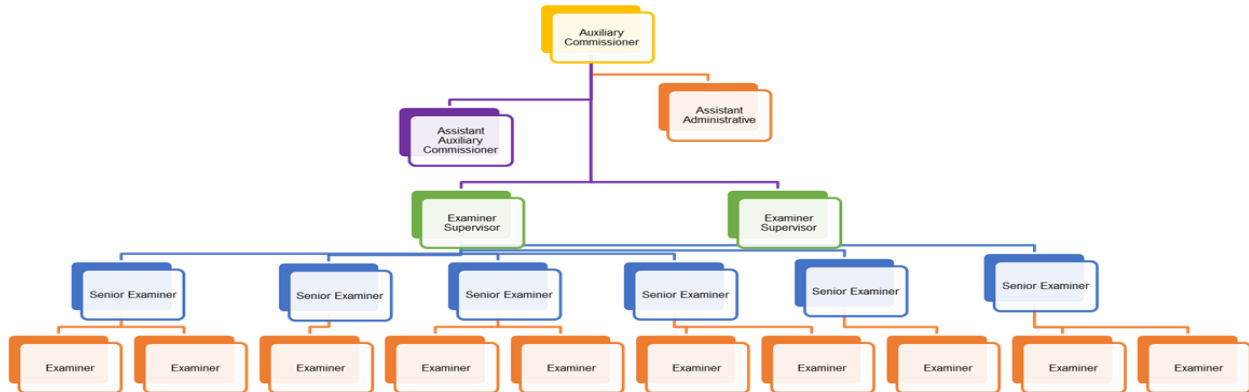 Auxiliary
Commissioner
Assistant
Administrative
Assistant
Auxiliary
Commissioner
Examiner
Supervisor
Examiner
Supervisor
Senior Examiner
Senior Examiner
Senior Examiner
Senior Examiner
Senior Examiner
Senior Examiner
Examiner
Examiner
Examiner
Examiner
Examiner
Examiner
Examiner
Examiner
Examiner
Examiner